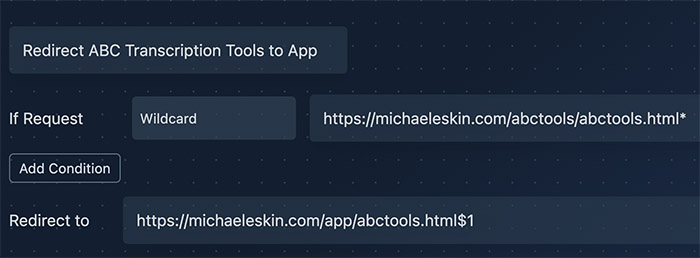 Redirect ABC Transcription Tools to App
If Request Wildcard https://michaeleskin.com/abctools/abctools.html*
Add Condition
Redirect to https://michaeleskin.com/app/abctools.html$1